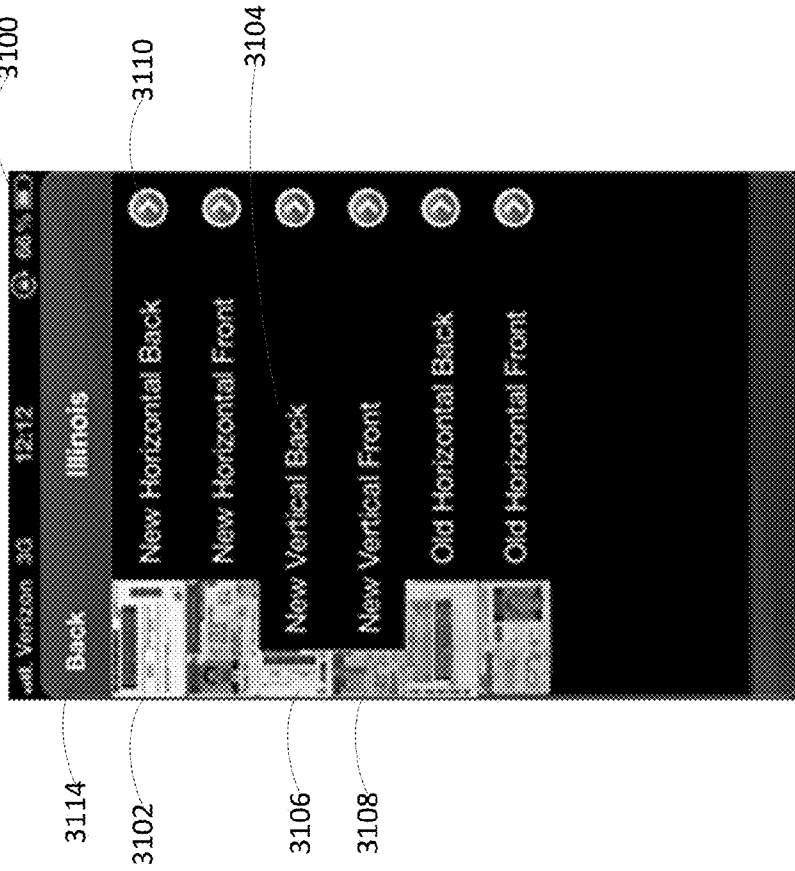 3100
Verizon 3G 12:12 66 %
Back Illinois
3114
New Horizontal Back
3102
3110
New Horizontal Front
New Vertical Back
3106
3104
New Vertical Front
3108
Old Horizontal Back
Old Horizontal Front